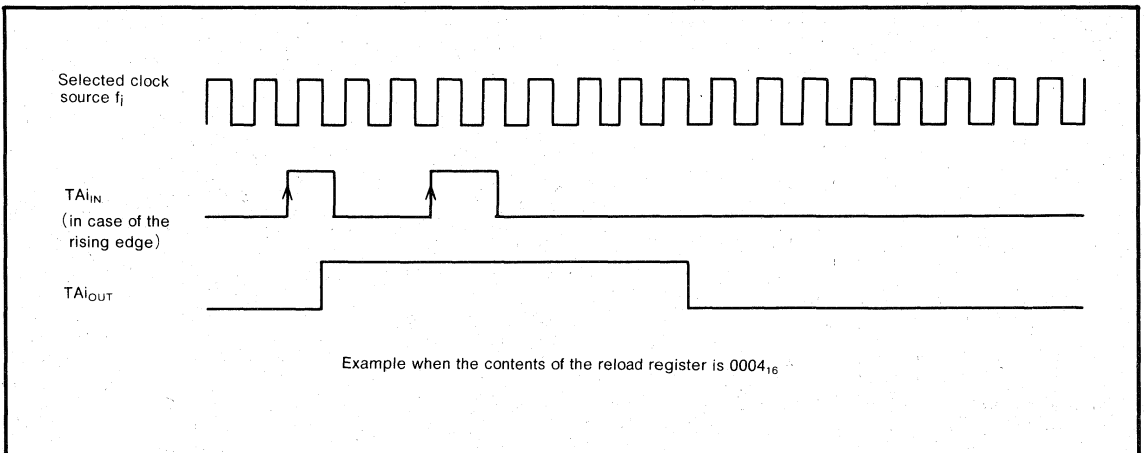 Selected clock
source fi
TAiIN
(in case of the
rising edge)
TAiOUT
Example when the contents of the reload register is 000416